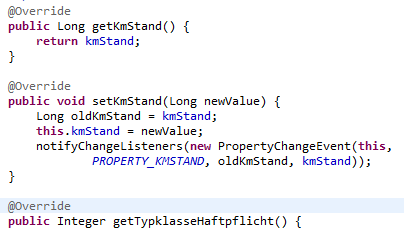 @Override
public Long getKmStand() {
    return kmStand;
}
@Override
public void setKmStand(Long newValue) {
    Long oldKmStand = kmStand;
    this.kmStand = newValue;
    notifyChangeListeners(new PropertyChangeEvent(this,
            PROPERTY_KMSTAND, oldKmStand, kmStand));
}
@Override
public Integer getTypklasseHaftpflicht() {